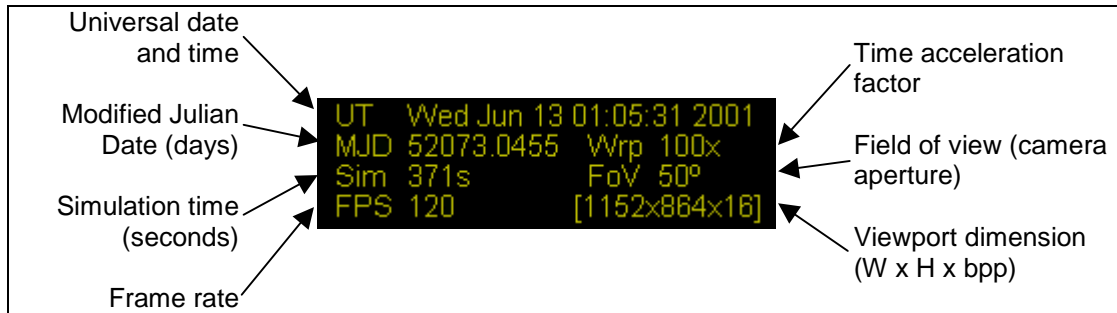 Universal date
and time
Modified Julian
Date (days)
Simulation time
(seconds)
Frame rate
UT Wed Jun 13 01:05:31 2001
MJD 52073.0455 Wrp 100x
Sim 371s FoV 50º
FPS 120 [1152x864x16]
Time acceleration
factor
Field of view (camera
aperture)
Viewport dimension
(W x H x bpp)